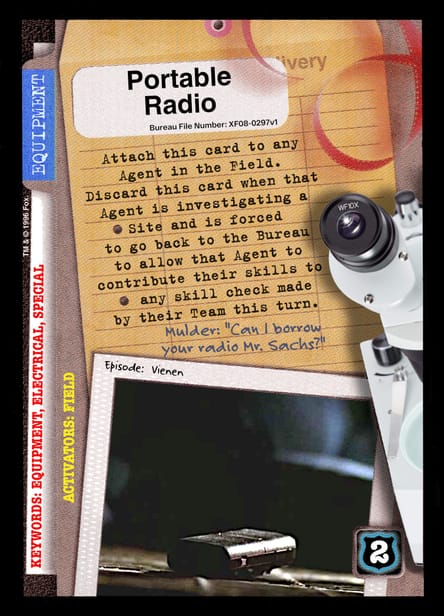 livery
Portable
Radio
Bureau File Number: XF08-0297v1
EQUIPMENT
Attach this card to any
Agent in the Field.
Discard this card when that
Agent is investigating a
Site and is forced
to go back to the Bureau
to allow that Agent to
contribute their skills to
any skill check made
by their Team this turn.
Mulder: "Can I borrow
your radio Mr. Sachs?"
WF10X
TM & © 1996 Fox.
KEYWORDS: EQUIPMENT, ELECTRICAL, SPECIAL
ACTIVATORS: FIELD
Episode: Vienen
2